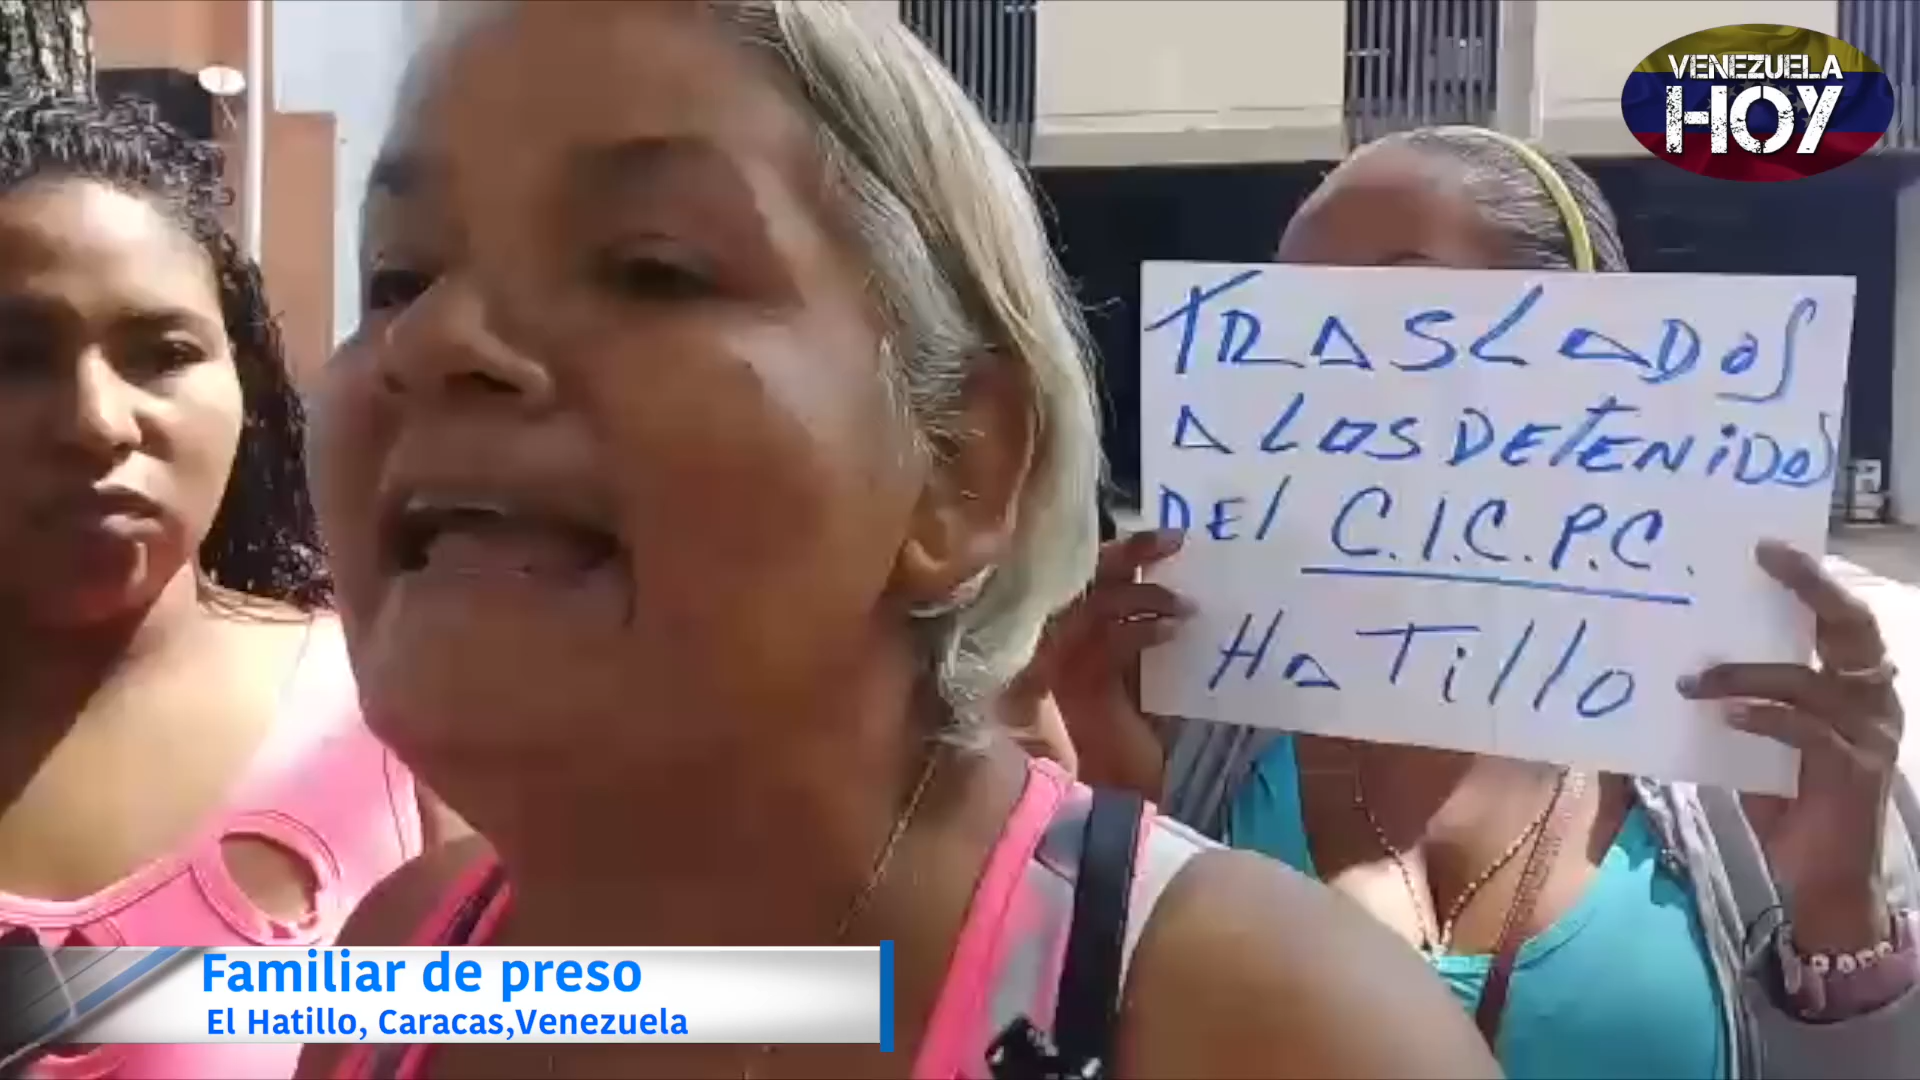 VENEZUELA
HOY
TRASLADOS
A LOS DETENIDOS
DEl C.I.C.P.C.
HaTillo
Familiar de preso
El Hatillo, Caracas,Venezuela